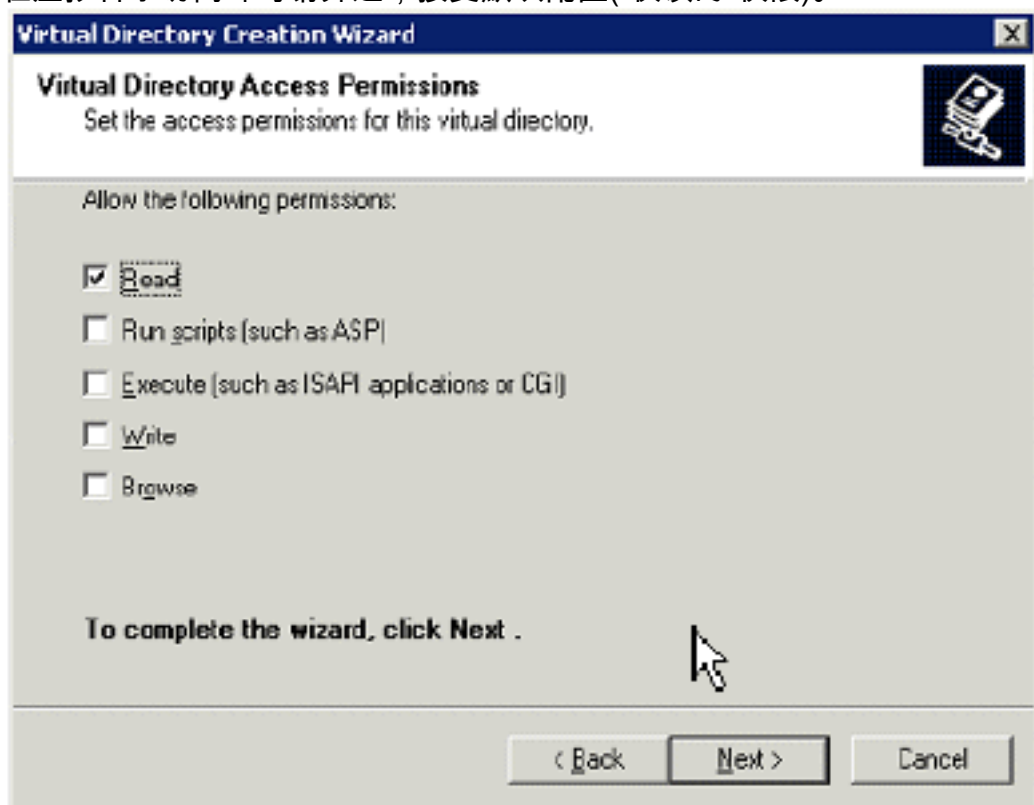 Virtual Directory Creation Wizard
Virtual Directory Access Permissions
Set the access permissions for this virtual directory.
Allow the following permissions:
Read
Run scripts (such as ASP)
Execute (such as ISAPI applications or CGI)
Write
Browse
To complete the wizard, click Next .
< Back Next > Cancel